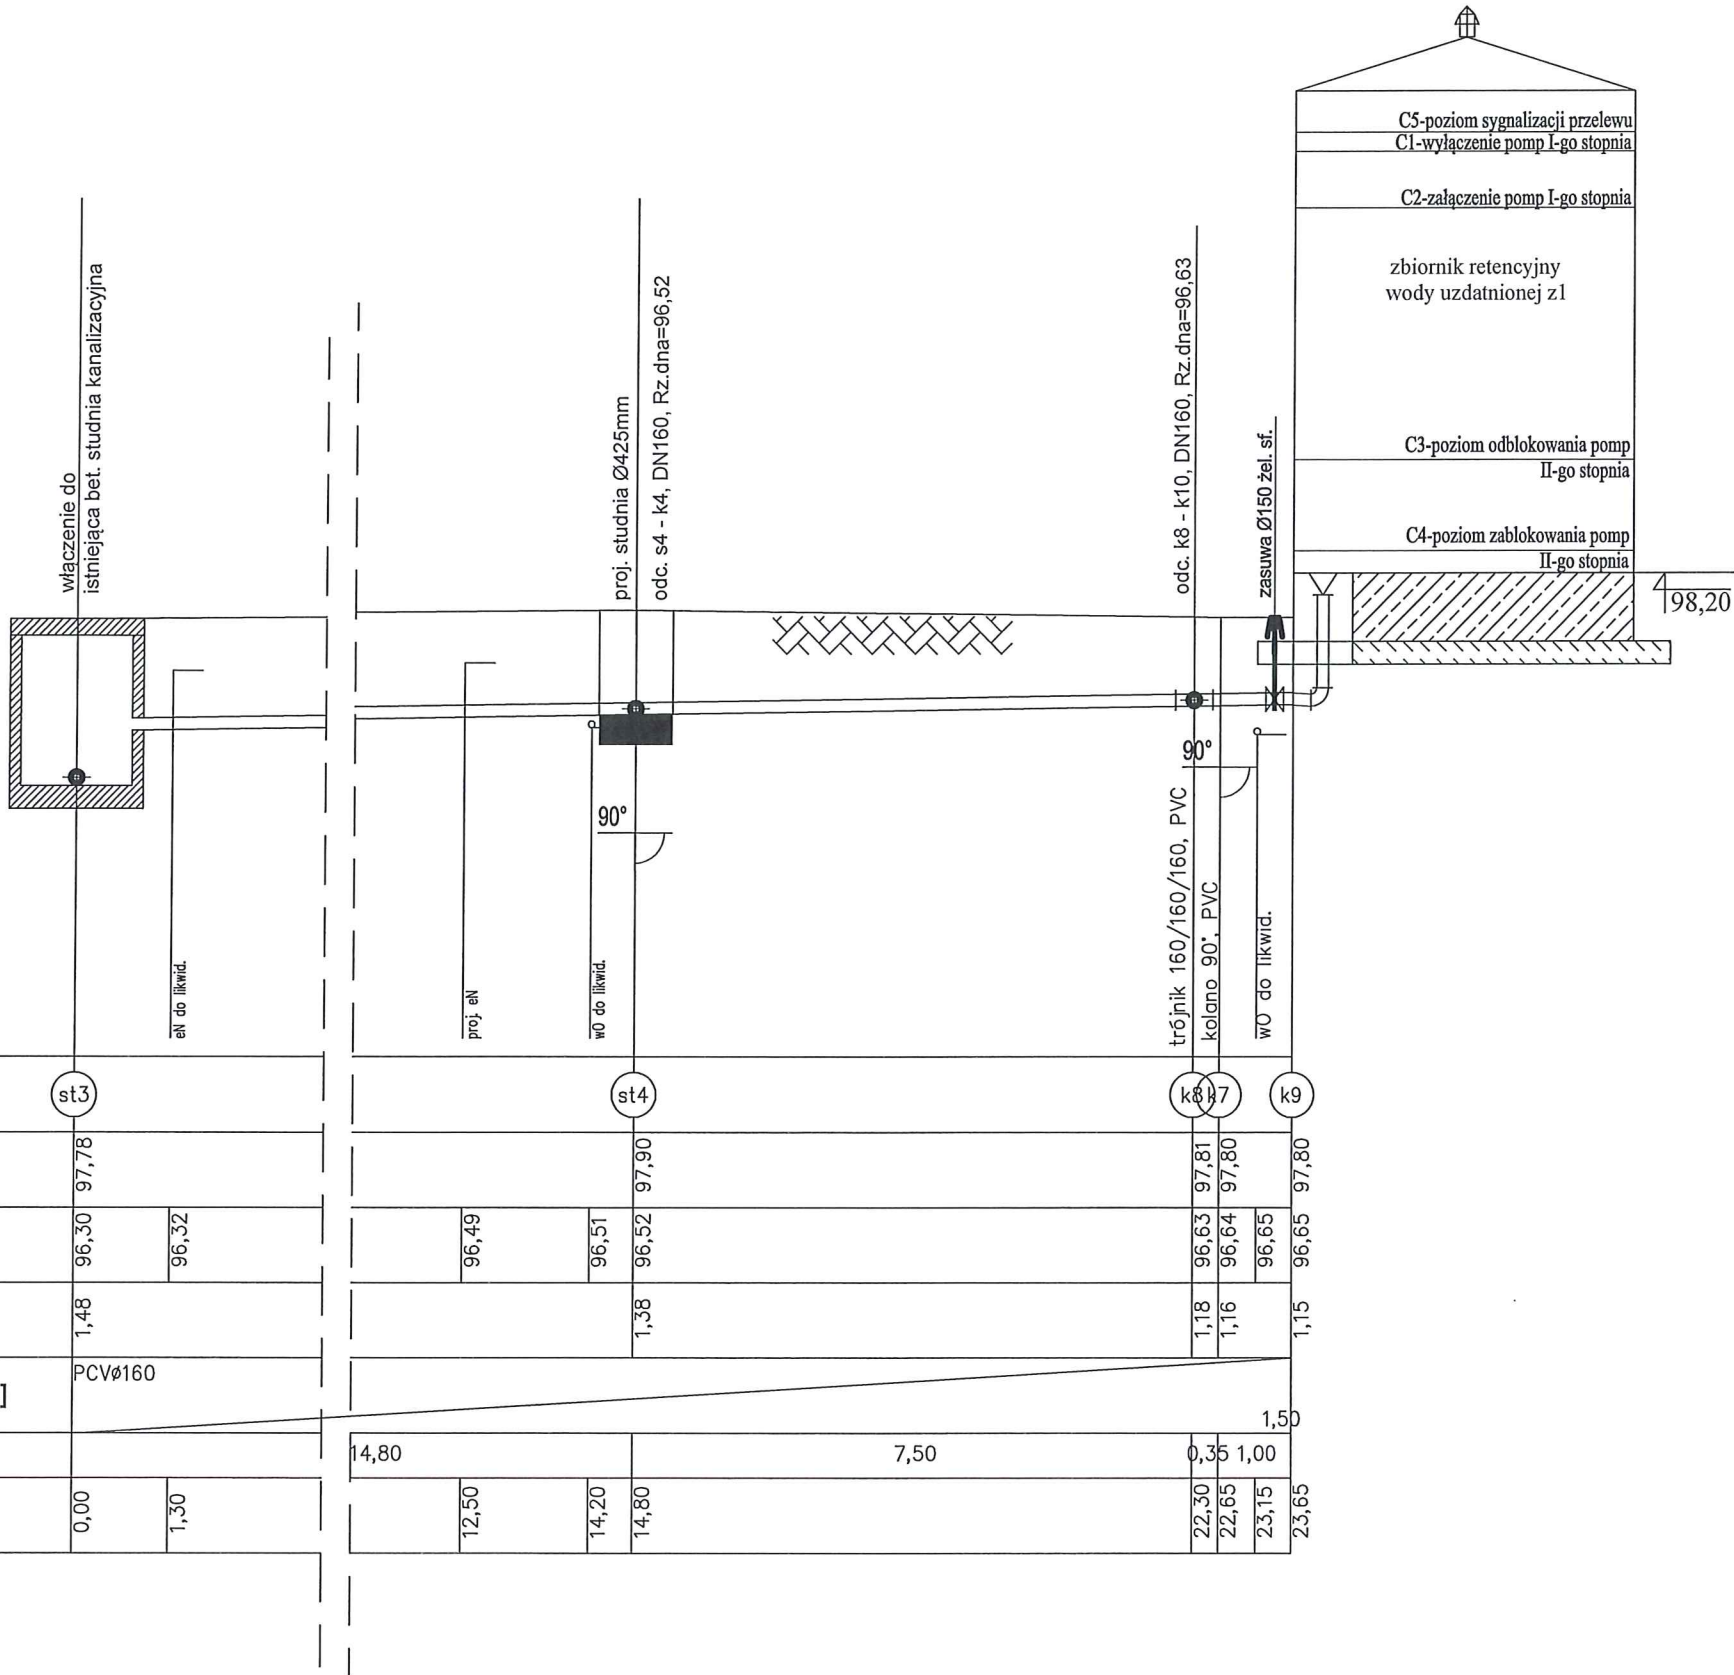 C5-poziom sygnalizacji przelewu
C1-wyłączenie pomp I-go stopnia
C2-załączenie pomp I-go stopnia
zbiornik retencyjny
wody uzdatnionej z1
C3-poziom odblokowania pomp
II-go stopnia
C4-poziom zablokowania pomp
II-go stopnia
98,20
włączenie do
istniejąca bet. studnia kanalizacyjna
proj. studnia Ø425mm
odc. s4 - k4, DN160, Rz.dna=96,52
odc. k8 - k10, DN160, Rz.dna=96,63
zasuwa Ø150 żel. sf.
90°
90°
eN do likwid.
proj. eN
wO do likwid.
trójnik 160/160/160, PVC
kolano 90°, PVC
wO do likwid.
st3
st4
k8
k7
k9
97,78
97,90
97,81
97,80
97,80
96,30
96,32
96,49
96,51
96,52
96,63
96,64
96,65
96,65
1,48
1,38
1,18
1,16
1,15
PCVø160
]
1,50
14,80
7,50
0,35
1,00
0,00
1,30
12,50
14,20
14,80
22,30
22,65
23,15
23,65